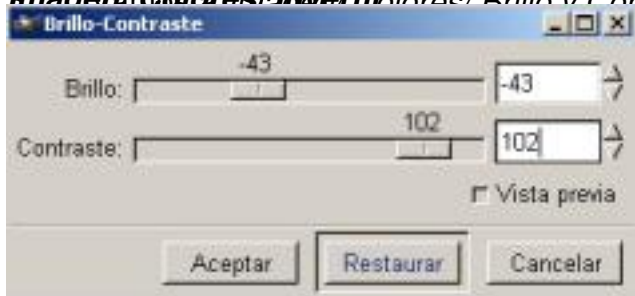 Brillo-Contraste
-43
Brillo: -43
102
Contraste: 102
Vista previa
Aceptar Restaurar Cancelar